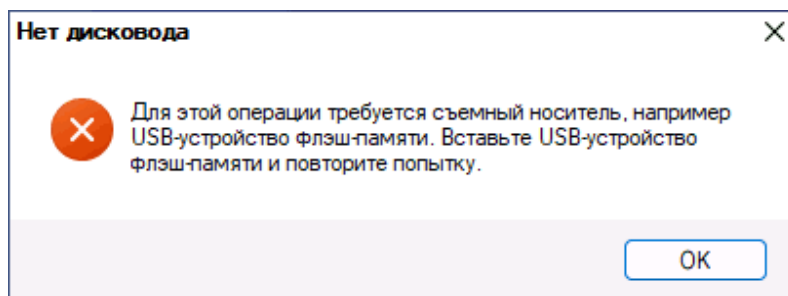 Нет дисковода
Для этой операции требуется съемный носитель, например
USB-устройство флэш-памяти. Вставьте USB-устройство
флэш-памяти и повторите попытку.
OK